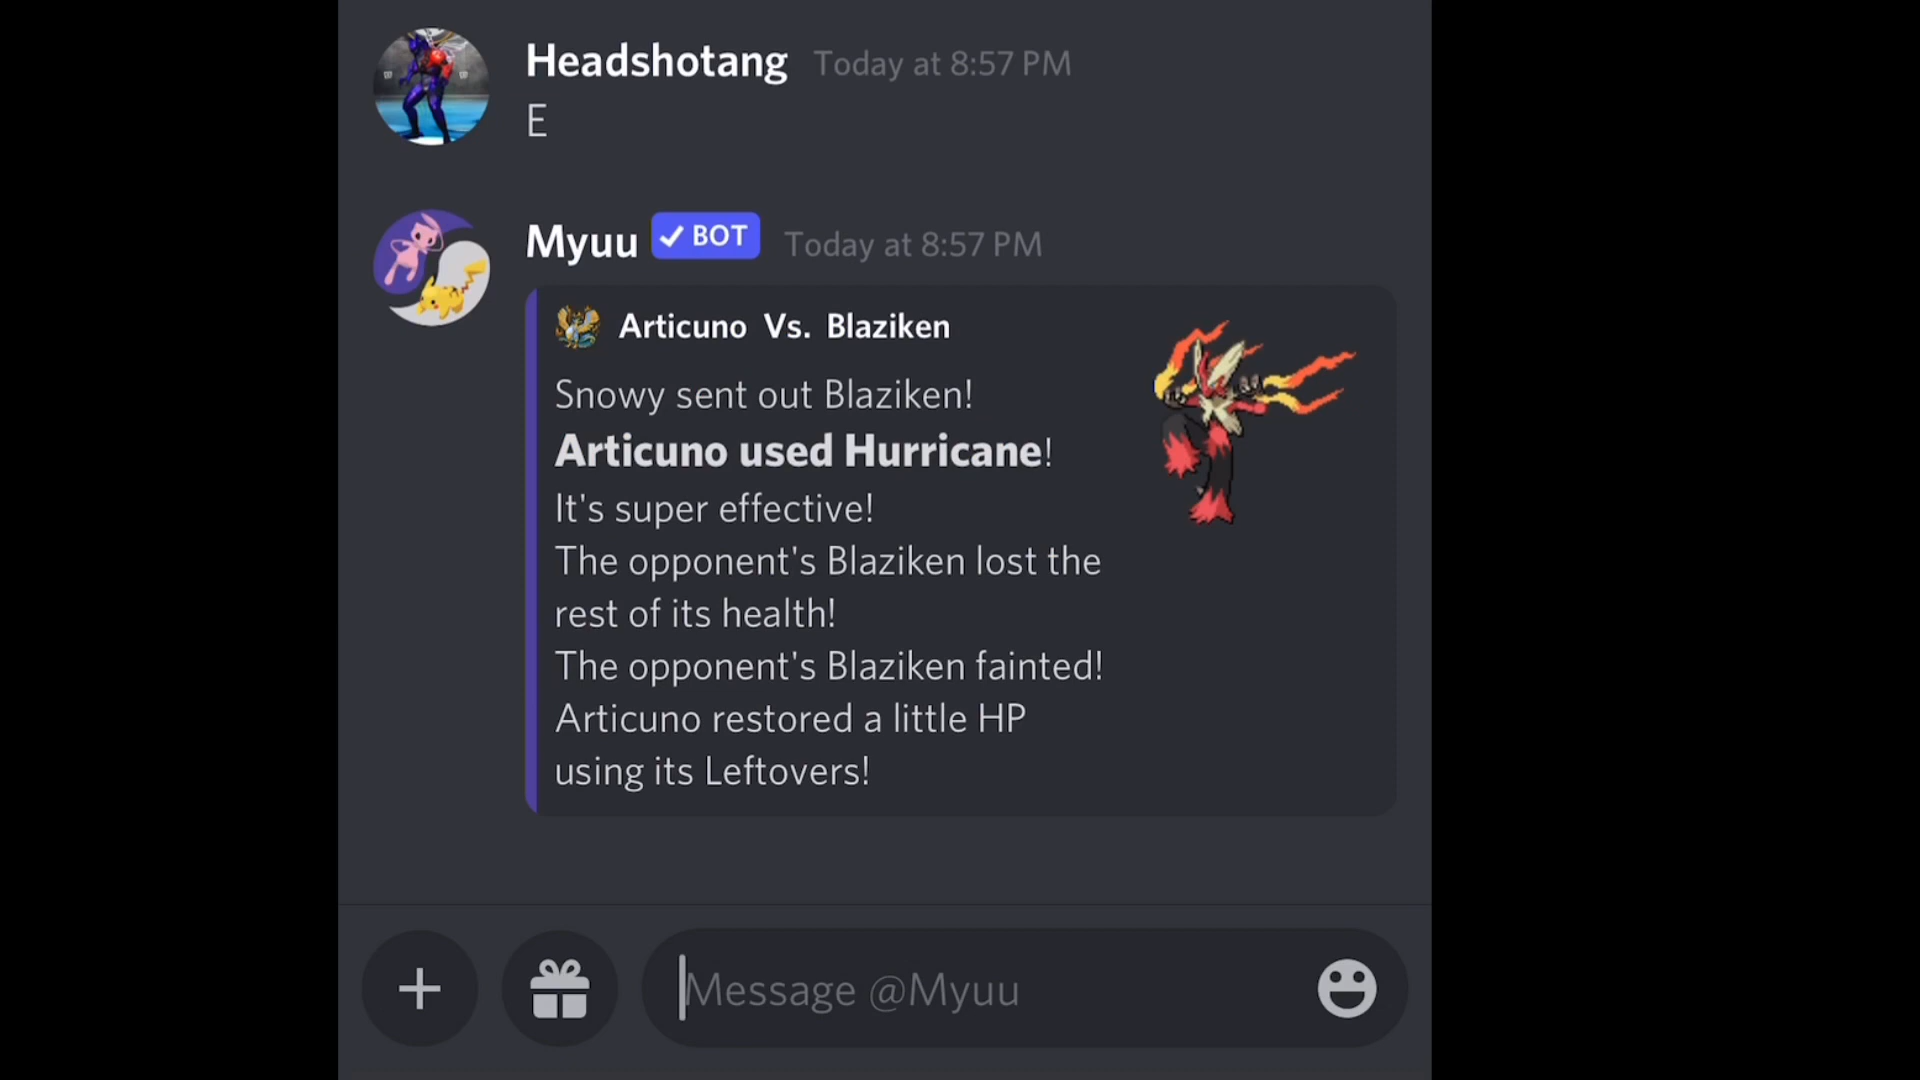 Headshotang Today at 8:57 PM
E
Myuu ✓ BOT Today at 8:57 PM
Articuno Vs. Blaziken
Snowy sent out Blaziken!
Articuno used Hurricane!
It's super effective!
The opponent's Blaziken lost the
rest of its health!
The opponent's Blaziken fainted!
Articuno restored a little HP
using its Leftovers!
Message @Myuu